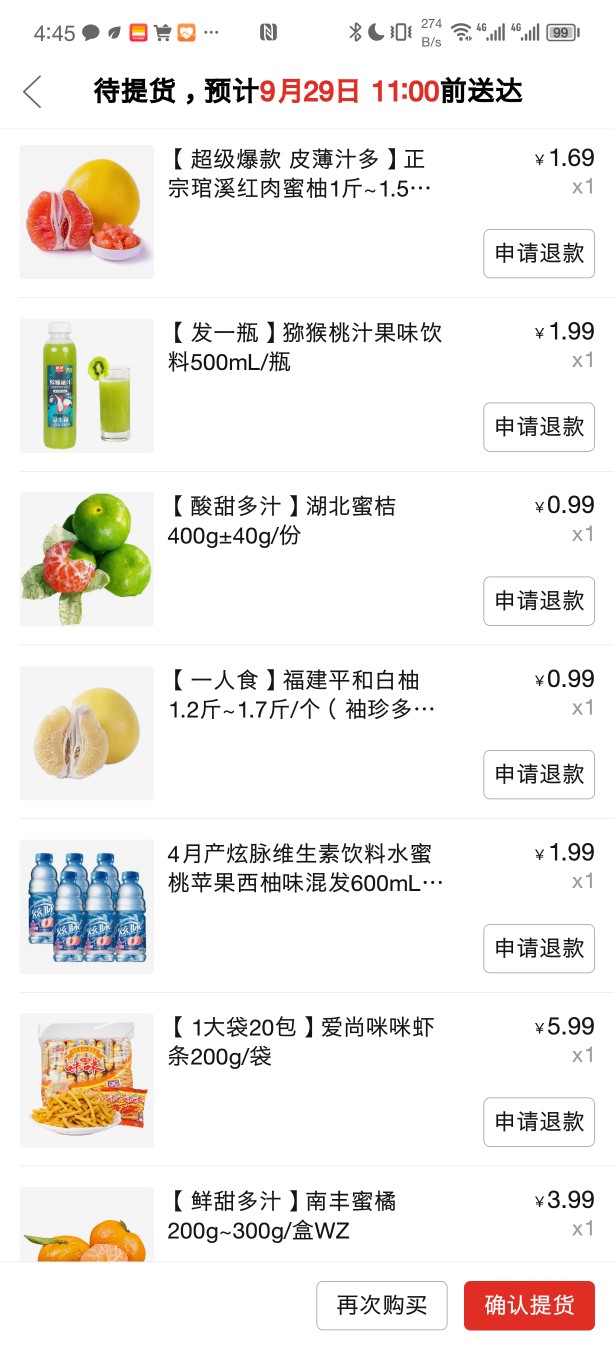 4:45
274
B/s
4G
4G
99
待提货，预计9月29日 11:00前送达
【 超级爆款 皮薄汁多 】正
宗琯溪红肉蜜柚1斤~1.5…
¥1.69
x1
申请退款
【 发一瓶 】猕猴桃汁果味饮
料500mL/瓶
¥1.99
x1
申请退款
【 酸甜多汁 】湖北蜜桔
400g±40g/份
¥0.99
x1
申请退款
【 一人食 】福建平和白柚
1.2斤~1.7斤/个（ 袖珍多…
¥0.99
x1
申请退款
4月产炫脉维生素饮料水蜜
桃苹果西柚味混发600mL…
¥1.99
x1
申请退款
【 1大袋20包 】爱尚咪咪虾
条200g/袋
¥5.99
x1
申请退款
【 鲜甜多汁 】南丰蜜橘
200g~300g/盒WZ
¥3.99
x1
再次购买
确认提货